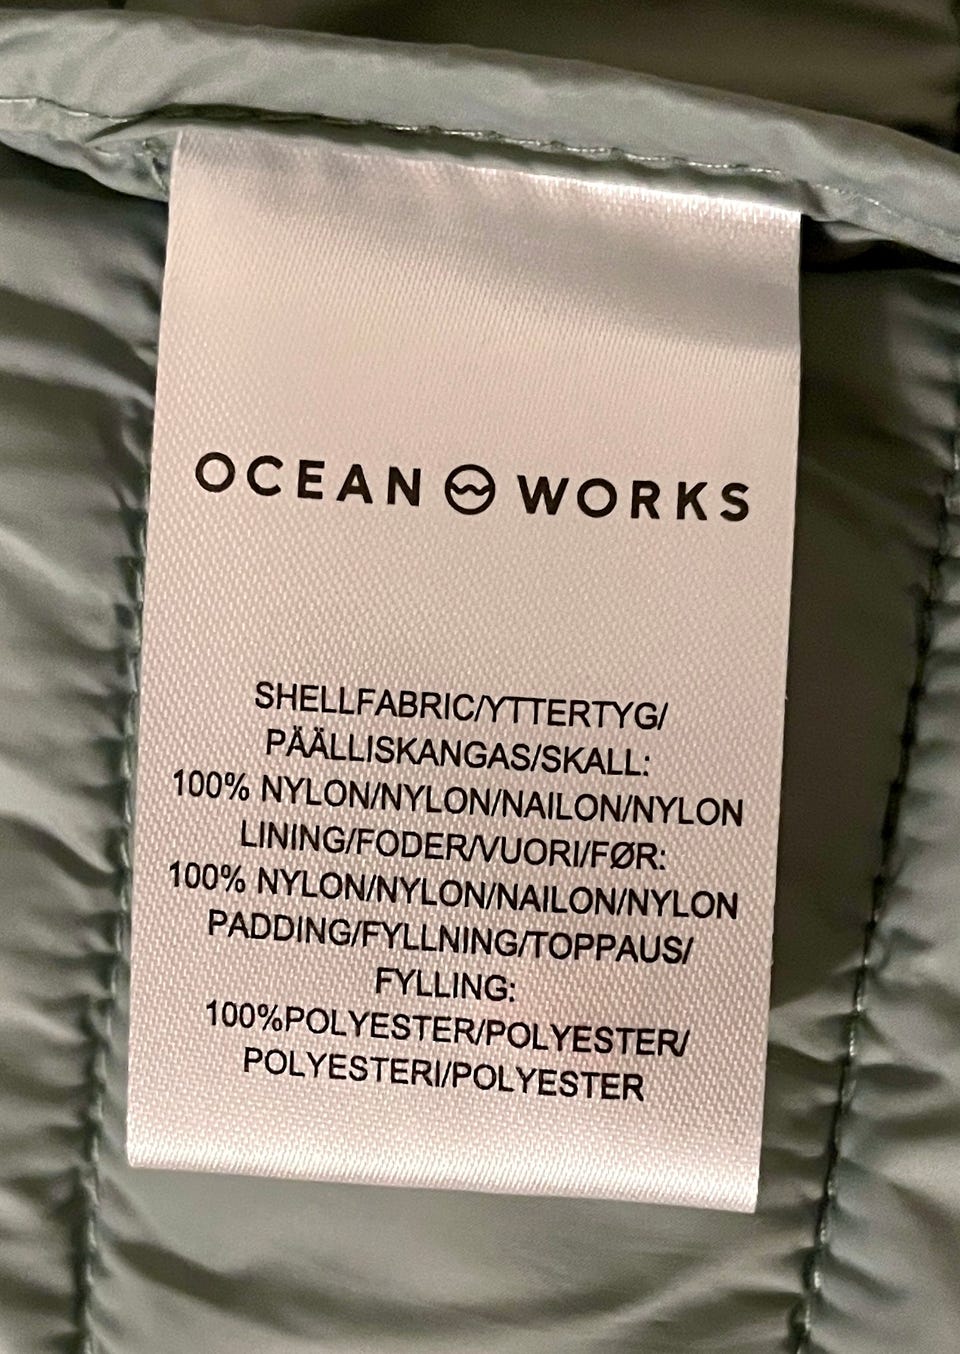 OCEAN WORKS
SHELLFABRIC/YTTERTYG/
PÄÄLLISKANGAS/SKALL:
100% NYLON/NYLON/NAILON/NYLON
LINING/FODER/VUORI/FØR:
100% NYLON/NYLON/NAILON/NYLON
PADDING/FYLLNING/TOPPAUS/
FYLLING:
100%POLYESTER/POLYESTER/
POLYESTERI/POLYESTER